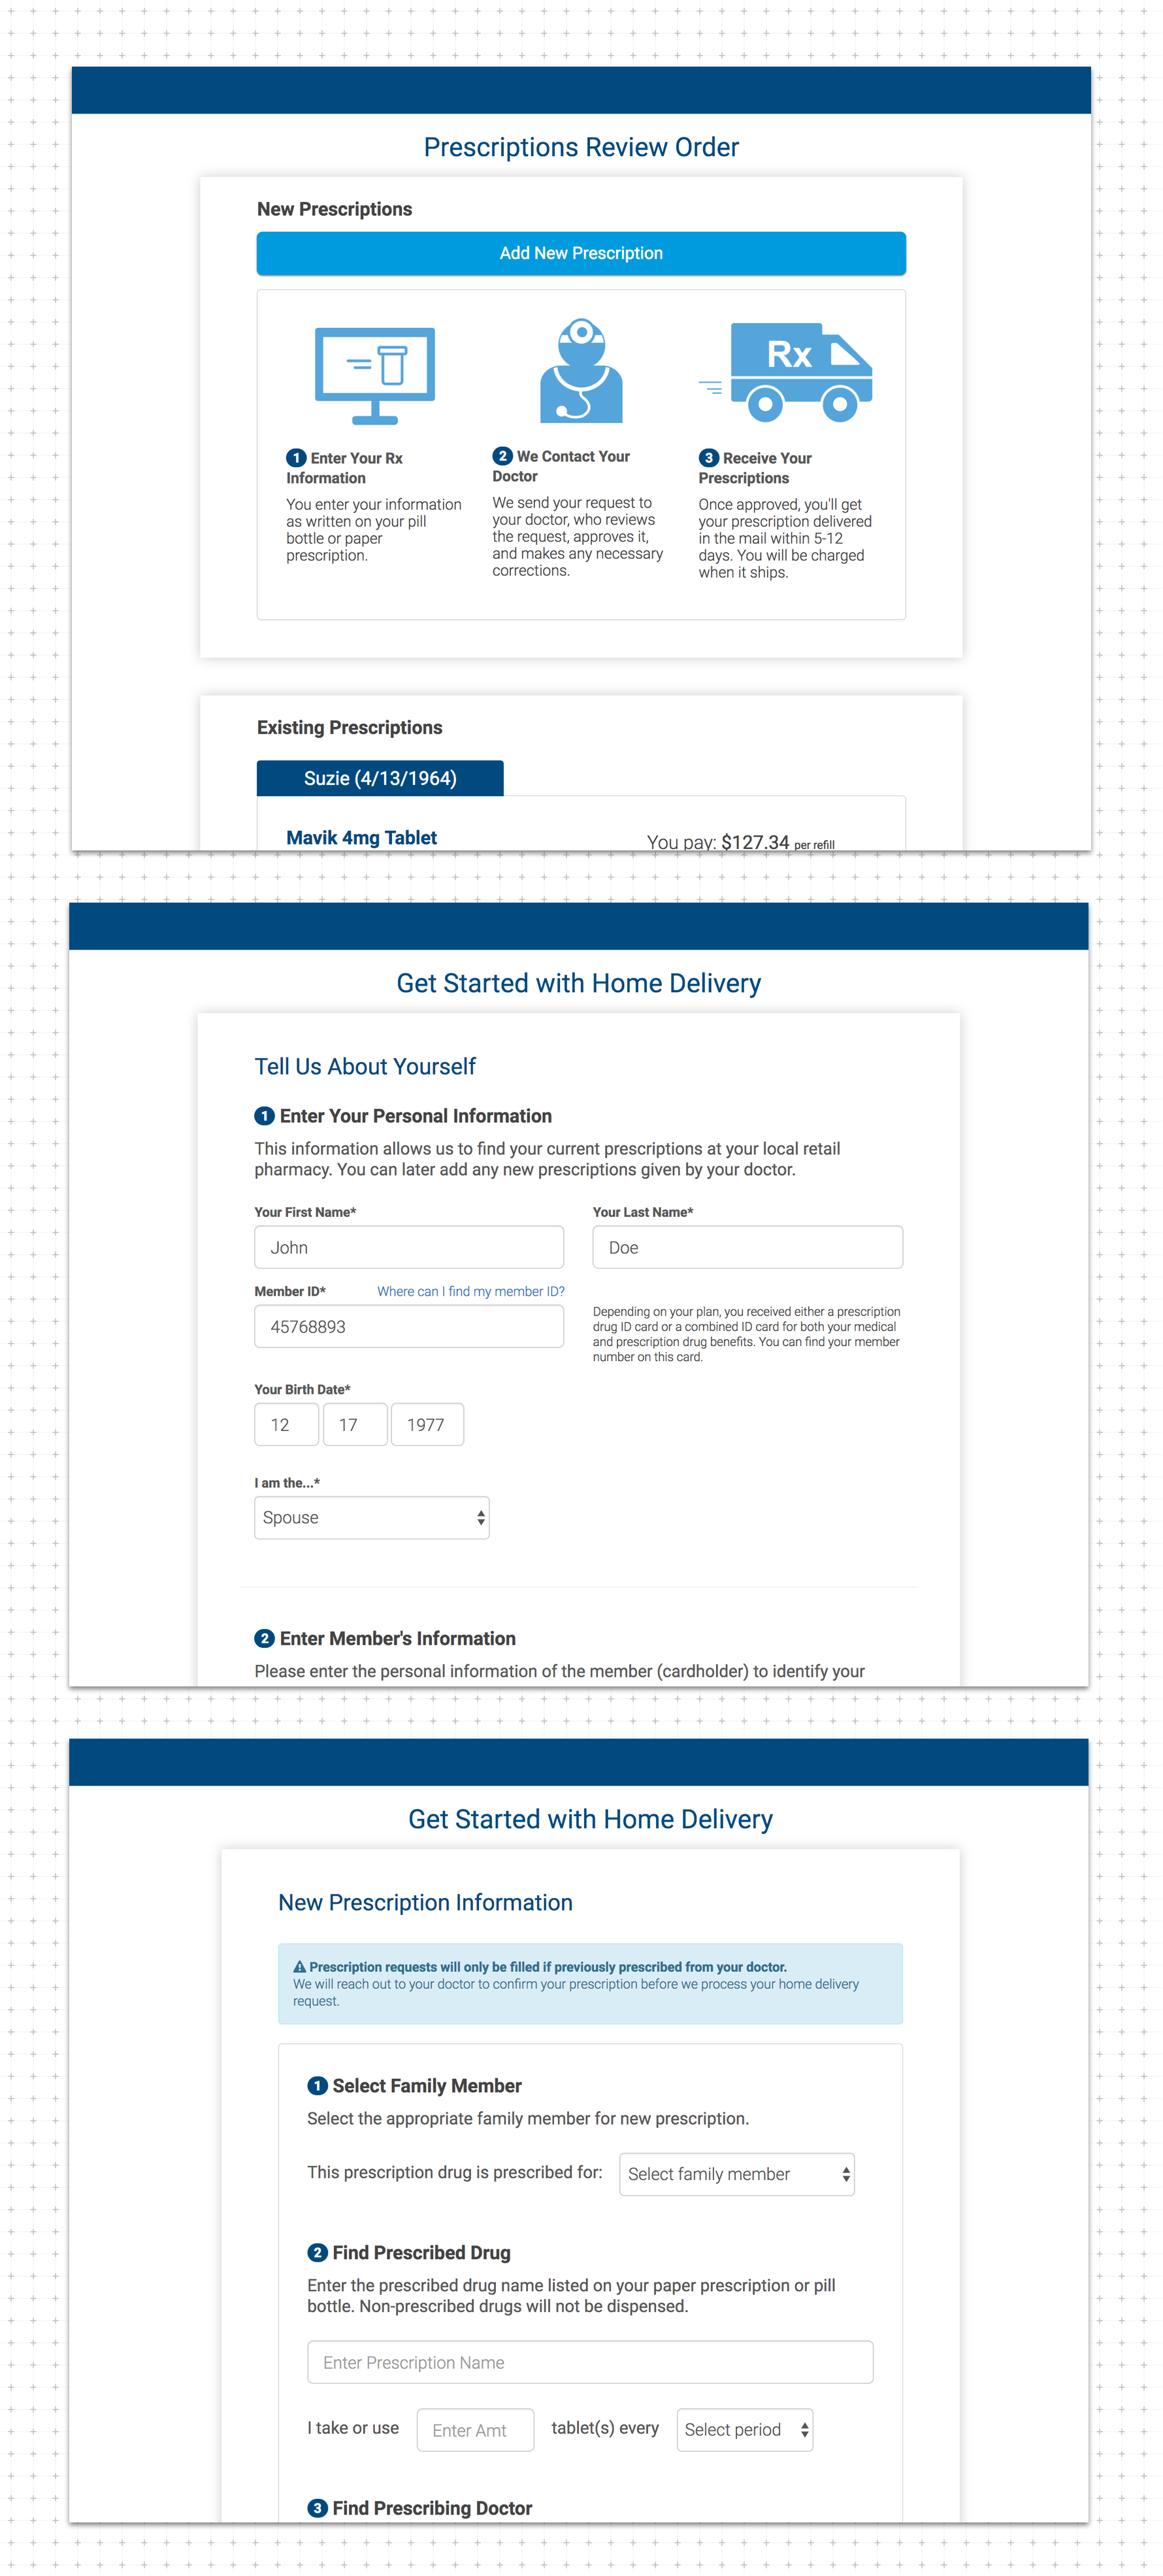 Prescriptions Review Order
New Prescriptions
Add New Prescription
Rx
1 Enter Your Rx
Information
You enter your information
as written on your pill
bottle or paper
prescription.
2 We Contact Your
Doctor
We send your request to
your doctor, who reviews
the request, approves it,
and makes any necessary
corrections.
3 Receive Your
Prescriptions
Once approved, you'll get
your prescription delivered
in the mail within 5-12
days. You will be charged
when it ships.
Existing Prescriptions
Suzie (4/13/1964)
Mavik 4mg Tablet
You pay: $127.34 per refill
Get Started with Home Delivery
Tell Us About Yourself
1 Enter Your Personal Information
This information allows us to find your current prescriptions at your local retail
pharmacy. You can later add any new prescriptions given by your doctor.
Your First Name*
Your Last Name*
John
Doe
Member ID*
Where can I find my member ID?
45768893
Depending on your plan, you received either a prescription
drug ID card or a combined ID card for both your medical
and prescription drug benefits. You can find your member
number on this card.
Your Birth Date*
12 17 1977
I am the...*
Spouse
2 Enter Member's Information
Please enter the personal information of the member (cardholder) to identify your
Get Started with Home Delivery
New Prescription Information
Prescription requests will only be filled if previously prescribed from your doctor.
We will reach out to your doctor to confirm your prescription before we process your home delivery
request.
1 Select Family Member
Select the appropriate family member for new prescription.
This prescription drug is prescribed for: Select family member
2 Find Prescribed Drug
Enter the prescribed drug name listed on your paper prescription or pill
bottle. Non-prescribed drugs will not be dispensed.
Enter Prescription Name
I take or use Enter Amt tablet(s) every Select period
3 Find Prescribing Doctor